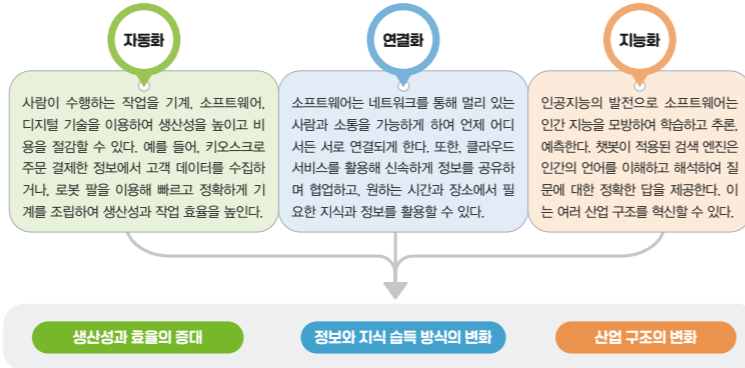 자동화
사람이 수행하는 작업을 기계, 소프트웨어,
디지털 기술을 이용하여 생산성을 높이고 비
용을 절감할 수 있다. 예를 들어, 키오스크로
주문 결제한 정보에서 고객 데이터를 수집하
거나, 로봇 팔을 이용해 빠르고 정확하게 기
계를 조립하여 생산성과 작업 효율을 높인다.
연결화
소프트웨어는 네트워크를 통해 멀리 있는
사람과 소통을 가능하게 하여 언제 어디
서든 서로 연결되게 한다. 또한, 클라우드
서비스를 활용해 신속하게 정보를 공유하
며 협업하고, 원하는 시간과 장소에서 필
요한 지식과 정보를 활용할 수 있다.
지능화
인공지능의 발전으로 소프트웨어는
인간 지능을 모방하여 학습하고 추론,
예측한다. 챗봇이 적용된 검색 엔진은
인간의 언어를 이해하고 해석하여 질
문에 대한 정확한 답을 제공한다. 이
는 여러 산업 구조를 혁신할 수 있다.
생산성과 효율의 증대
정보와 지식 습득 방식의 변화
산업 구조의 변화